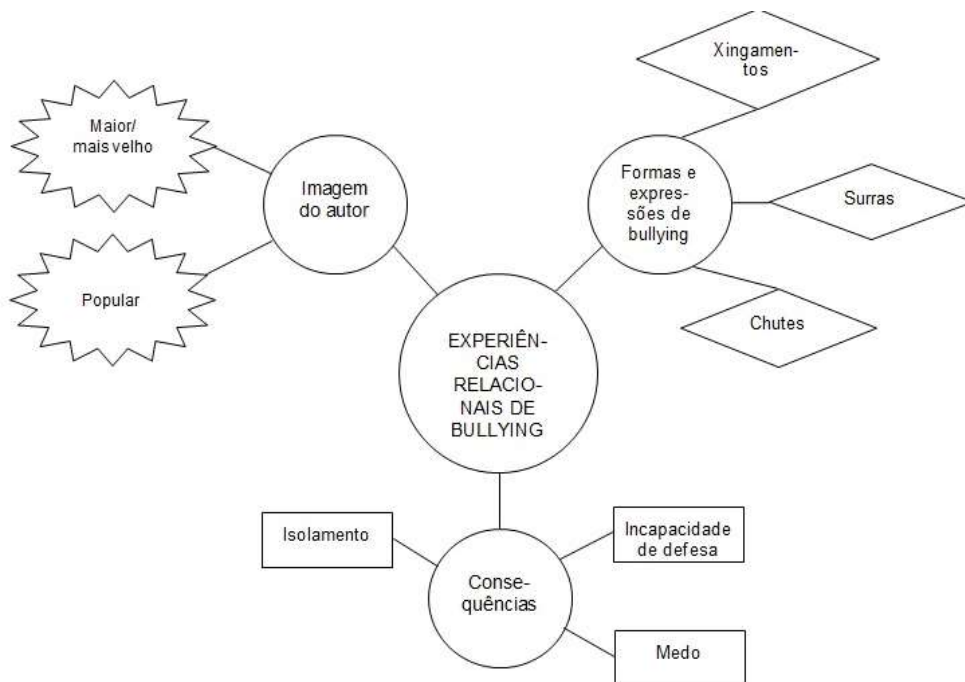 Xingamen-
tos
Maior/
mais velho
Imagem
do autor
Formas e
expres-
sões de
bullying
Surras
Popular
Chutes
EXPERIÊN-
CIAS
RELACIO-
NAIS DE
BULLYING
Isolamento
Incapacidade
de defesa
Conse-
quências
Medo